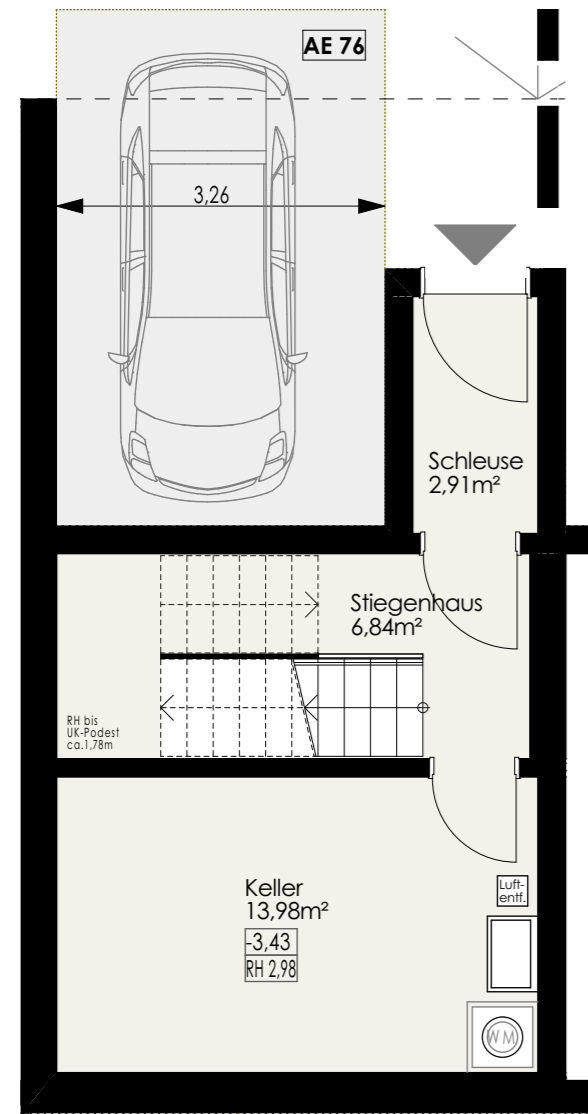 AE 76
3,26
Schleuse
2,91m²
Stiegenhaus
6,84m²
RH bis
UK-Podest
ca.1,78m
Keller
13,98m²
-3,43
RH 2,98
Luft-
entf.
WM